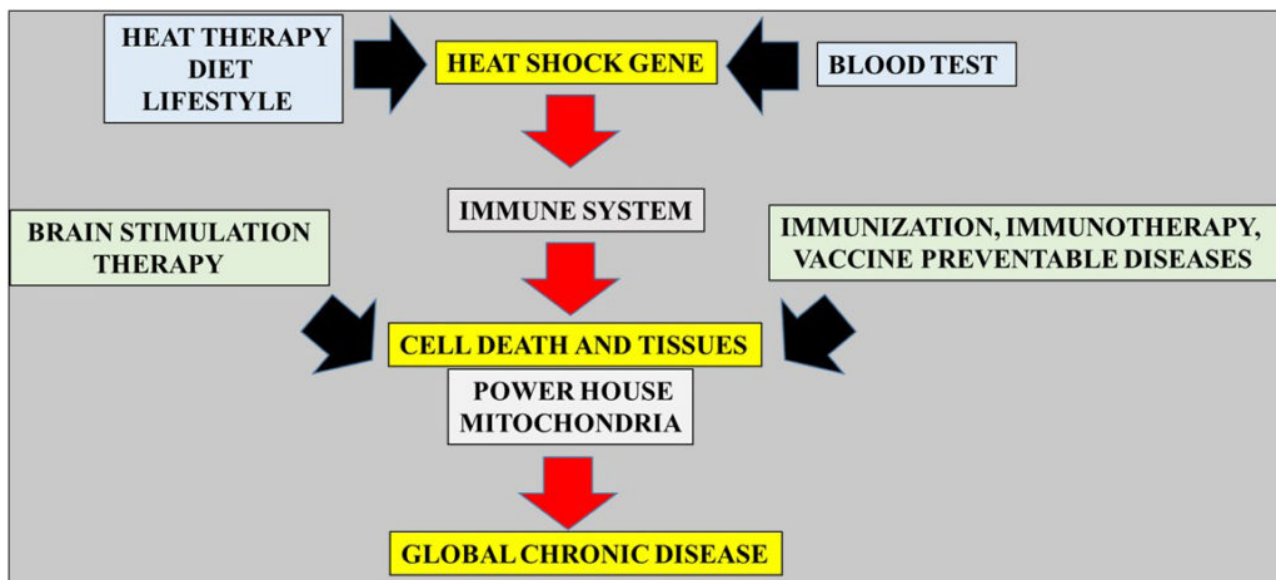 HEAT THERAPY
DIET
LIFESTYLE
HEAT SHOCK GENE
BLOOD TEST
IMMUNE SYSTEM
BRAIN STIMULATION
THERAPY
IMMUNIZATION, IMMUNOTHERAPY,
VACCINE PREVENTABLE DISEASES
CELL DEATH AND TISSUES
POWER HOUSE
MITOCHONDRIA
GLOBAL CHRONIC DISEASE